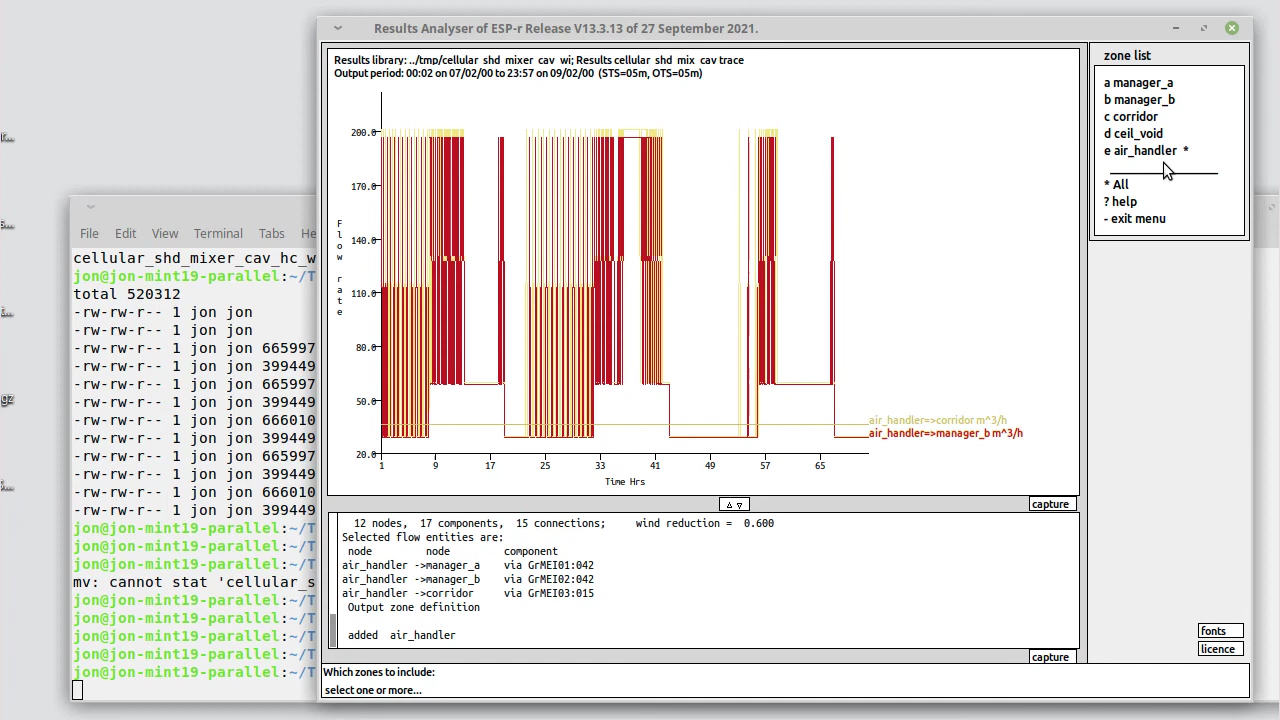 Results Analyser of ESP-r Release V13.3.13 of 27 September 2021.
Results library: ../tmp/cellular_shd_mixer_cav_wi; Results cellular_shd_mix_cav trace
Output period: 00:02 on 07/02/00 to 23:57 on 09/02/00 (STS=05m, OTS=05m)
200.0
170.0
140.0
110.0
80.0
50.0
20.0
Flow rate
1 9 17 25 33 41 49 57 65
Time Hrs
air_handler=>corridor m^3/h
air_handler=>manager_b m^3/h
capture
12 nodes, 17 components, 15 connections; wind reduction = 0.600
Selected flow entities are:
node node component
air_handler ->manager_a via GrMEI01:042
air_handler ->manager_b via GrMEI02:042
air_handler ->corridor via GrMEI03:015
Output zone definition
added air_handler
capture
Which zones to include:
select one or more...
zone list
a manager_a
b manager_b
c corridor
d ceil_void
e air_handler *
* All
? help
- exit menu
fonts
licence
File Edit View Terminal Tabs He
cellular_shd_mixer_cav_hc_w
jon@jon-mint19-parallel:~/T
total 520312
-rw-rw-r-- 1 jon jon
-rw-rw-r-- 1 jon jon
-rw-rw-r-- 1 jon jon 665997
-rw-rw-r-- 1 jon jon 399449
-rw-rw-r-- 1 jon jon 665997
-rw-rw-r-- 1 jon jon 399449
-rw-rw-r-- 1 jon jon 666010
-rw-rw-r-- 1 jon jon 399449
-rw-rw-r-- 1 jon jon 665997
-rw-rw-r-- 1 jon jon 399449
-rw-rw-r-- 1 jon jon 666010
-rw-rw-r-- 1 jon jon 399449
jon@jon-mint19-parallel:~/T
jon@jon-mint19-parallel:~/T
jon@jon-mint19-parallel:~/T
mv: cannot stat 'cellular_s
jon@jon-mint19-parallel:~/T
jon@jon-mint19-parallel:~/T
jon@jon-mint19-parallel:~/T
jon@jon-mint19-parallel:~/T
jon@jon-mint19-parallel:~/T
gz